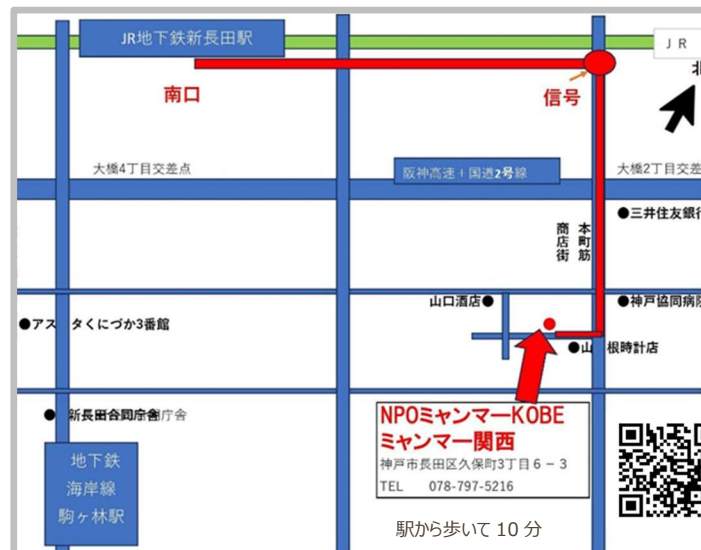 JR地下鉄新長田駅
ＪＲ
北
南口
信号
大橋4丁目交差点
阪神高速＋国道2号線
大橋2丁目交差
●三井住友銀行
本町筋
商店街
山口酒店●
●神戸協同病院
●アスタくにづか3番館
●山根時計店
NPOミャンマーKOBE
ミャンマー関西
神戸市長田区久保町3丁目６－３
TEL 078-797-5216
●新長田合同庁舎
地下鉄
海岸線
駒ヶ林駅
駅から歩いて 10 分